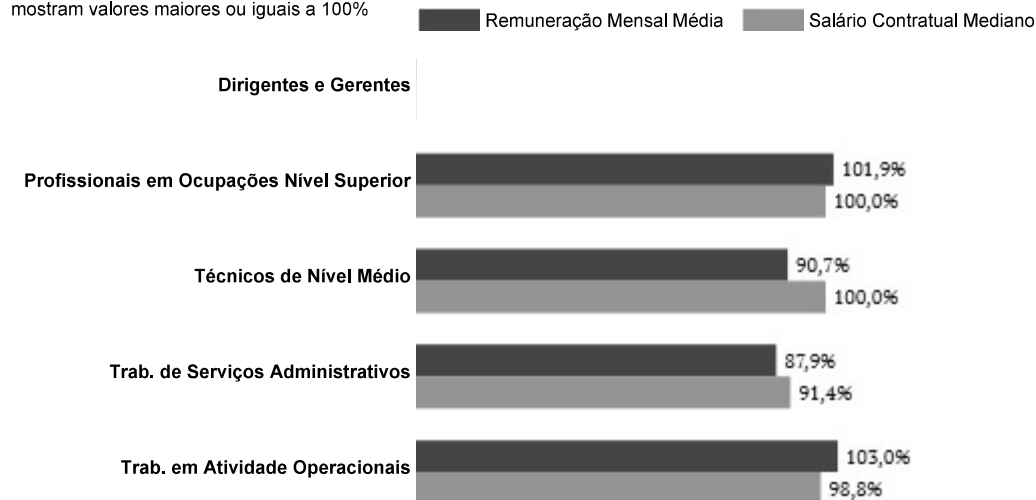 mostram valores maiores ou iguais a 100%
Remuneração Mensal Média
Salário Contratual Mediano
Dirigentes e Gerentes
Profissionais em Ocupações Nível Superior
101,9%
100,0%
Técnicos de Nível Médio
90,7%
100,0%
Trab. de Serviços Administrativos
87,9%
91,4%
Trab. em Atividade Operacionais
103,0%
98,8%